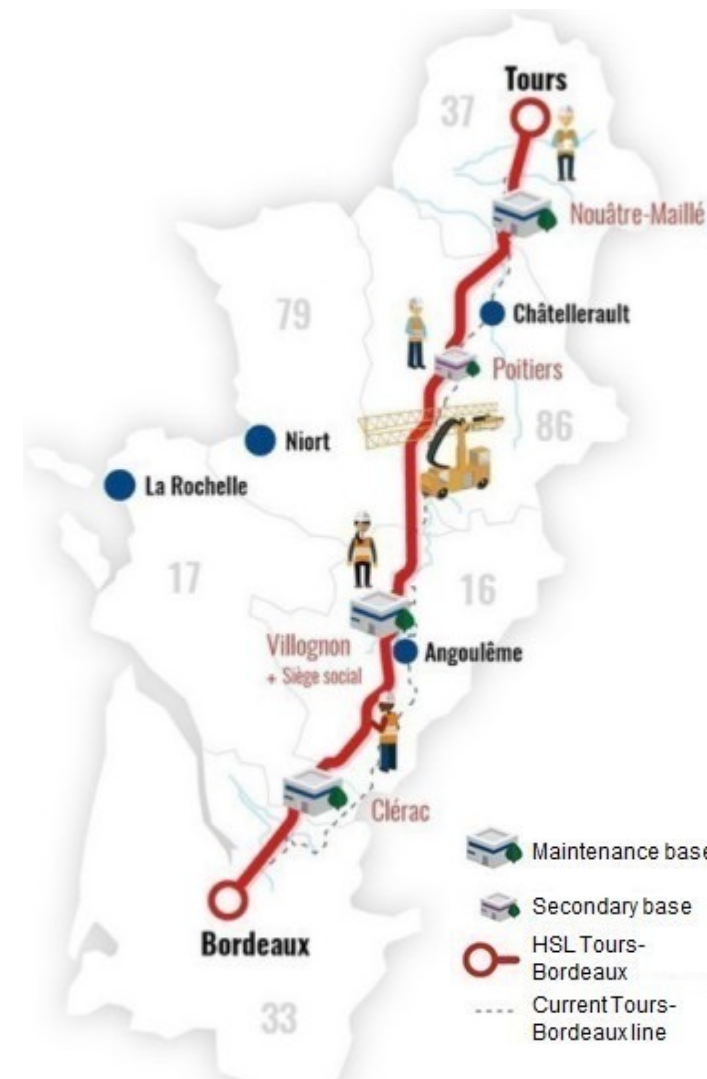 Tours
37
Nouâtre-Maillé
79
Châtellerault
Poitiers
86
Niort
La Rochelle
17
16
Villognon
+ Siège social
Angoulême
Clérac
Maintenance base
Secondary base
Bordeaux
HSL Tours-
Bordeaux
Current Tours-
Bordeaux line
33